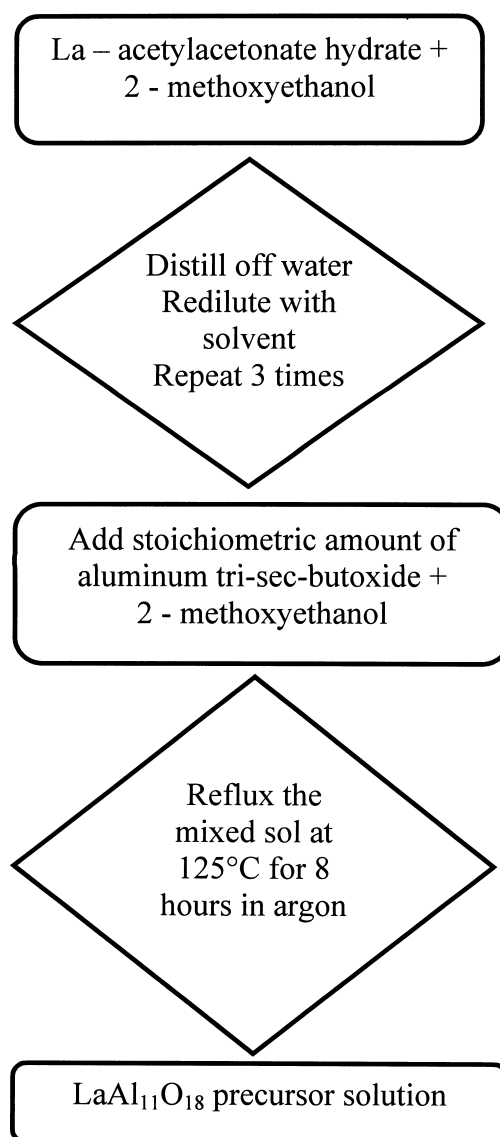 La – acetylacetonate hydrate +
2 - methoxyethanol
Distill off water
Redilute with
solvent
Repeat 3 times
Add stoichiometric amount of
aluminum tri-sec-butoxide +
2 - methoxyethanol
Reflux the
mixed sol at
125°C for 8
hours in argon
LaAl₁₁O₁₈ precursor solution